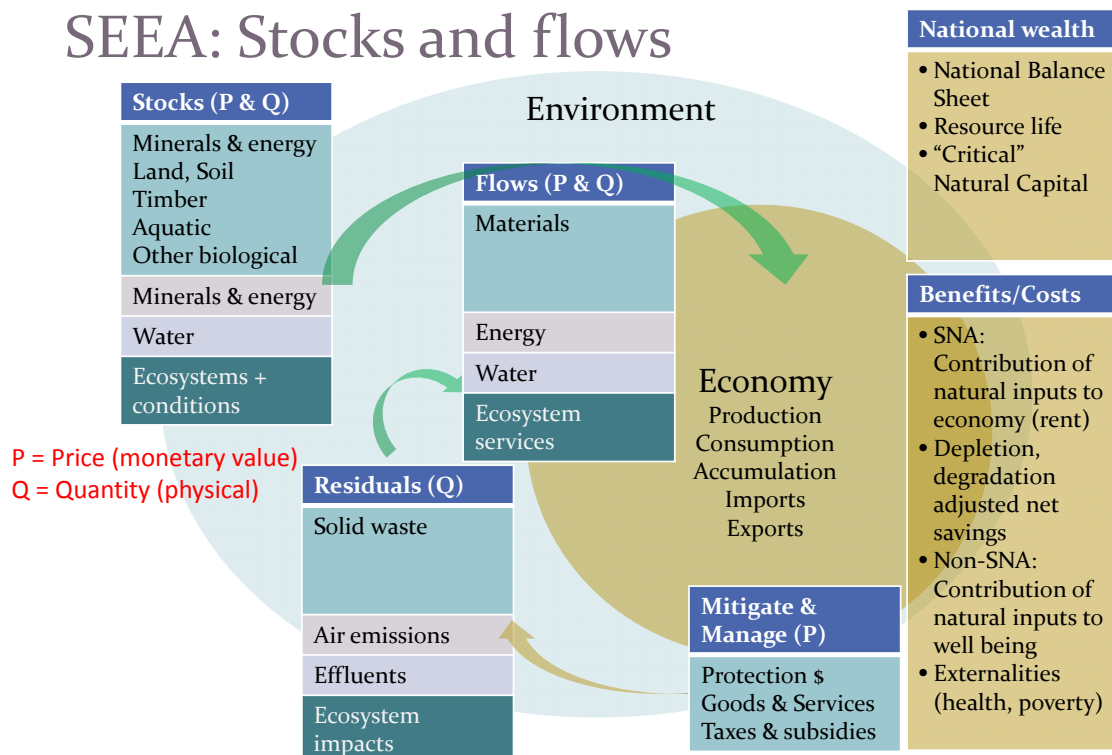 SEEA: Stocks and flows
Stocks (P & Q)
Minerals & energy
Land, Soil
Timber
Aquatic
Other biological
Minerals & energy
Water
Ecosystems +
conditions
P = Price (monetary value)
Q = Quantity (physical)
Environment
Flows (P & Q)
Materials
Energy
Water
Ecosystem
services
Residuals (Q)
Solid waste
Air emissions
Effluents
Ecosystem
impacts
Economy
Production
Consumption
Accumulation
Imports
Exports
Mitigate &
Manage (P)
Protection $
Goods & Services
Taxes & subsidies
National wealth
• National Balance
Sheet
• Resource life
• “Critical”
Natural Capital
Benefits/Costs
• SNA:
Contribution of
natural inputs to
economy (rent)
• Depletion,
degradation
adjusted net
savings
• Non-SNA:
Contribution of
natural inputs to
well being
• Externalities
(health, poverty)